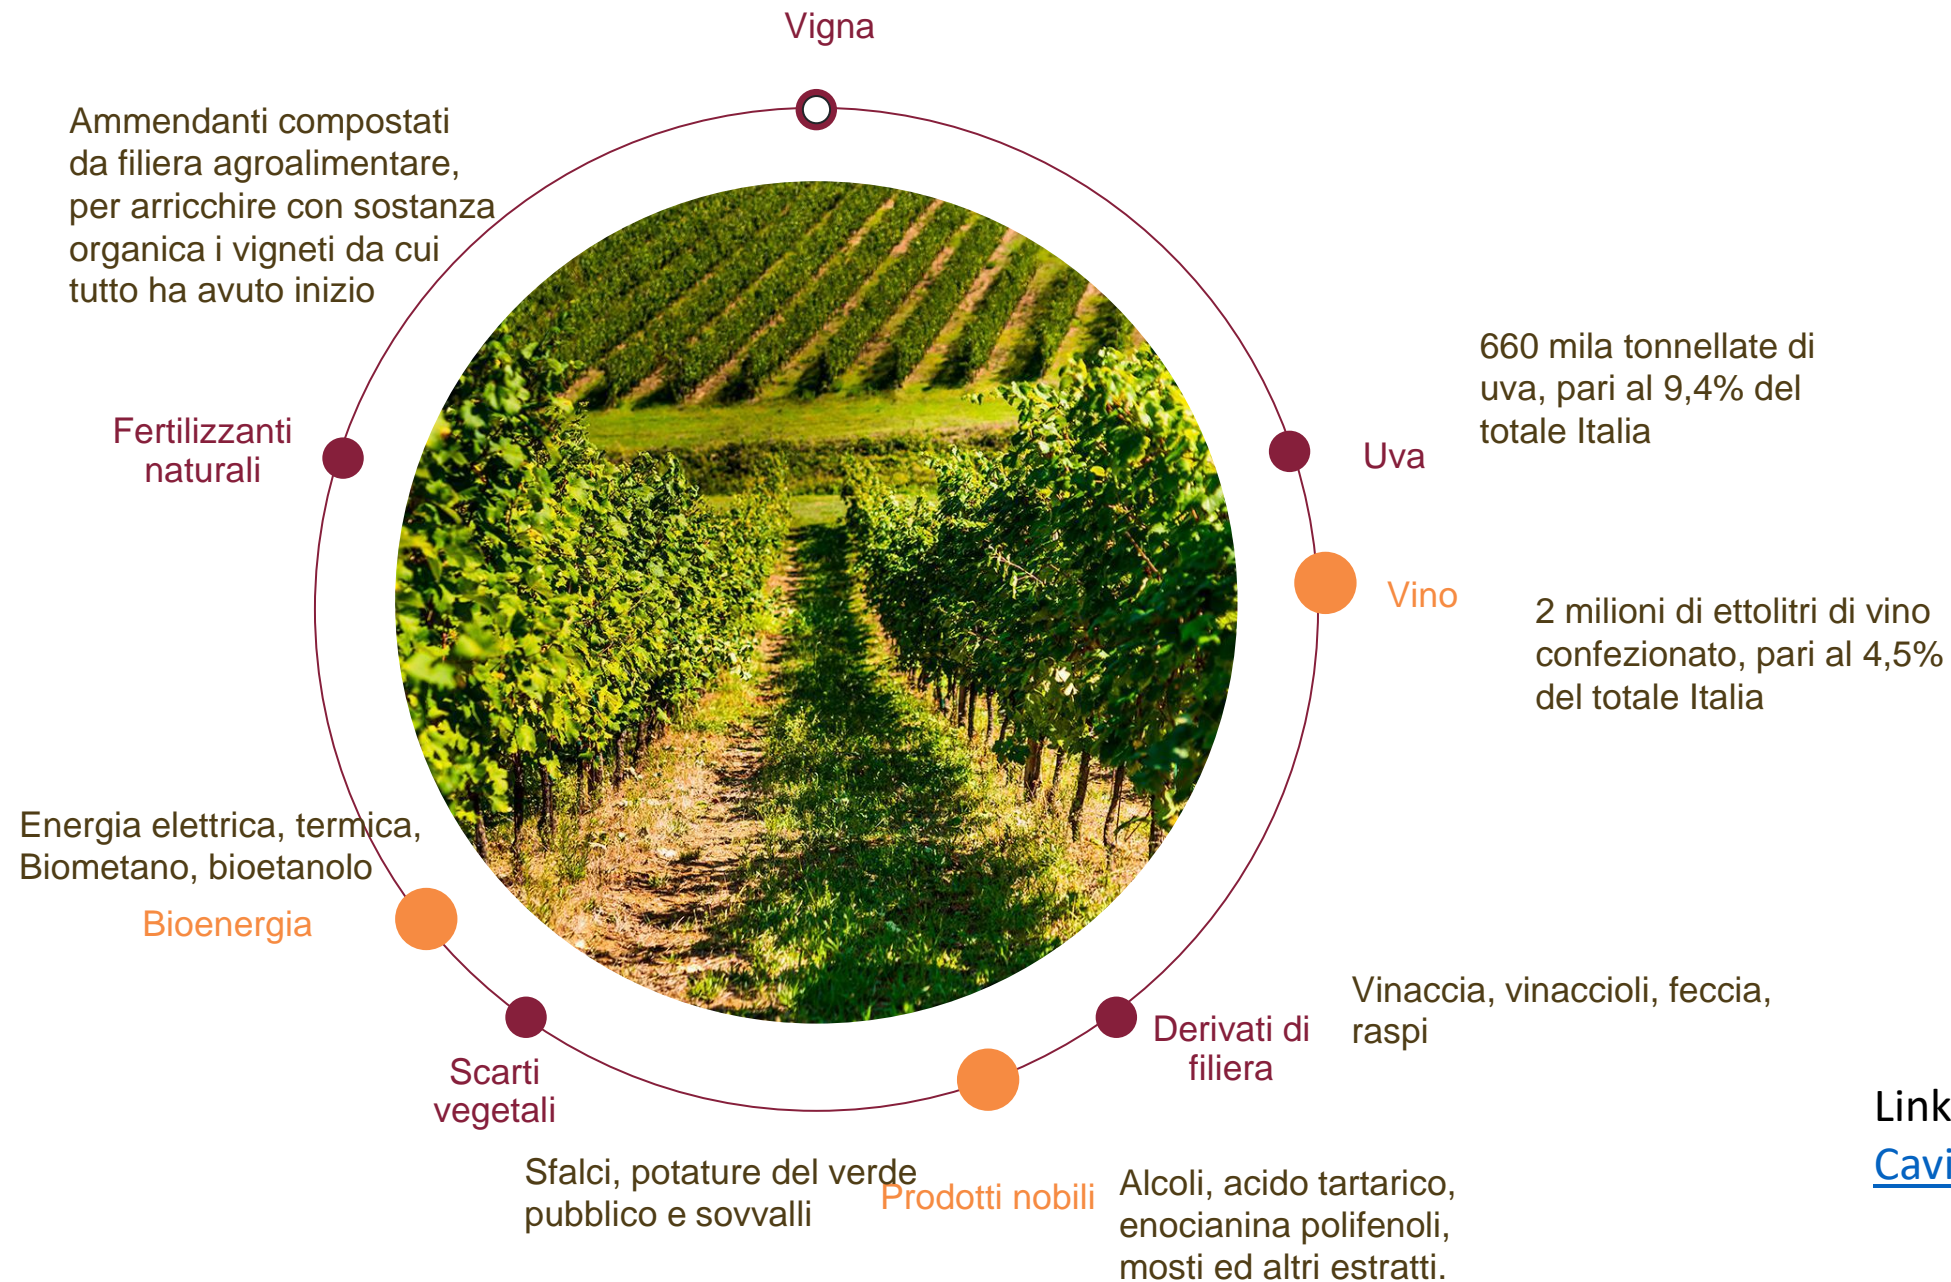 Vigna
Ammendanti compostati
da filiera agroalimentare,
per arricchire con sostanza
organica i vigneti da cui
tutto ha avuto inizio
660 mila tonnellate di
uva, pari al 9,4% del
totale Italia
Uva
Fertilizzanti
naturali
Vino
2 milioni di ettolitri di vino
confezionato, pari al 4,5%
del totale Italia
Energia elettrica, termica,
Biometano, bioetanolo
Bioenergia
Vinaccia, vinaccioli, feccia,
raspi
Derivati di
filiera
Scarti
vegetali
Link
Cavi
Sfalci, potature del verde
pubblico e sovvalli
Prodotti nobili
Alcoli, acido tartarico,
enocianina polifenoli,
mosti ed altri estratti.